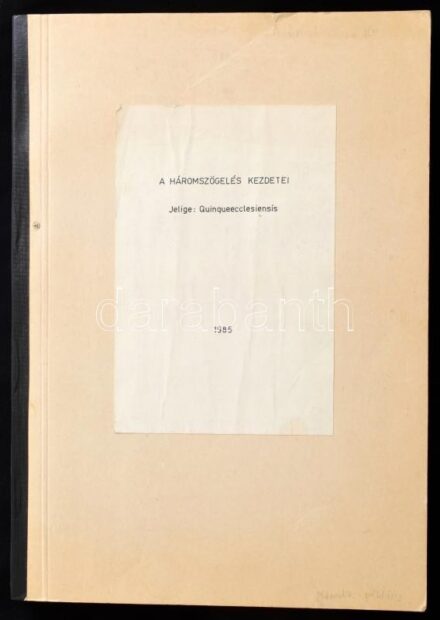 A HÁROMSZÖGELÉS KEZDETEI
Jelige: Quinqueecclesiensis
darabanth
1985